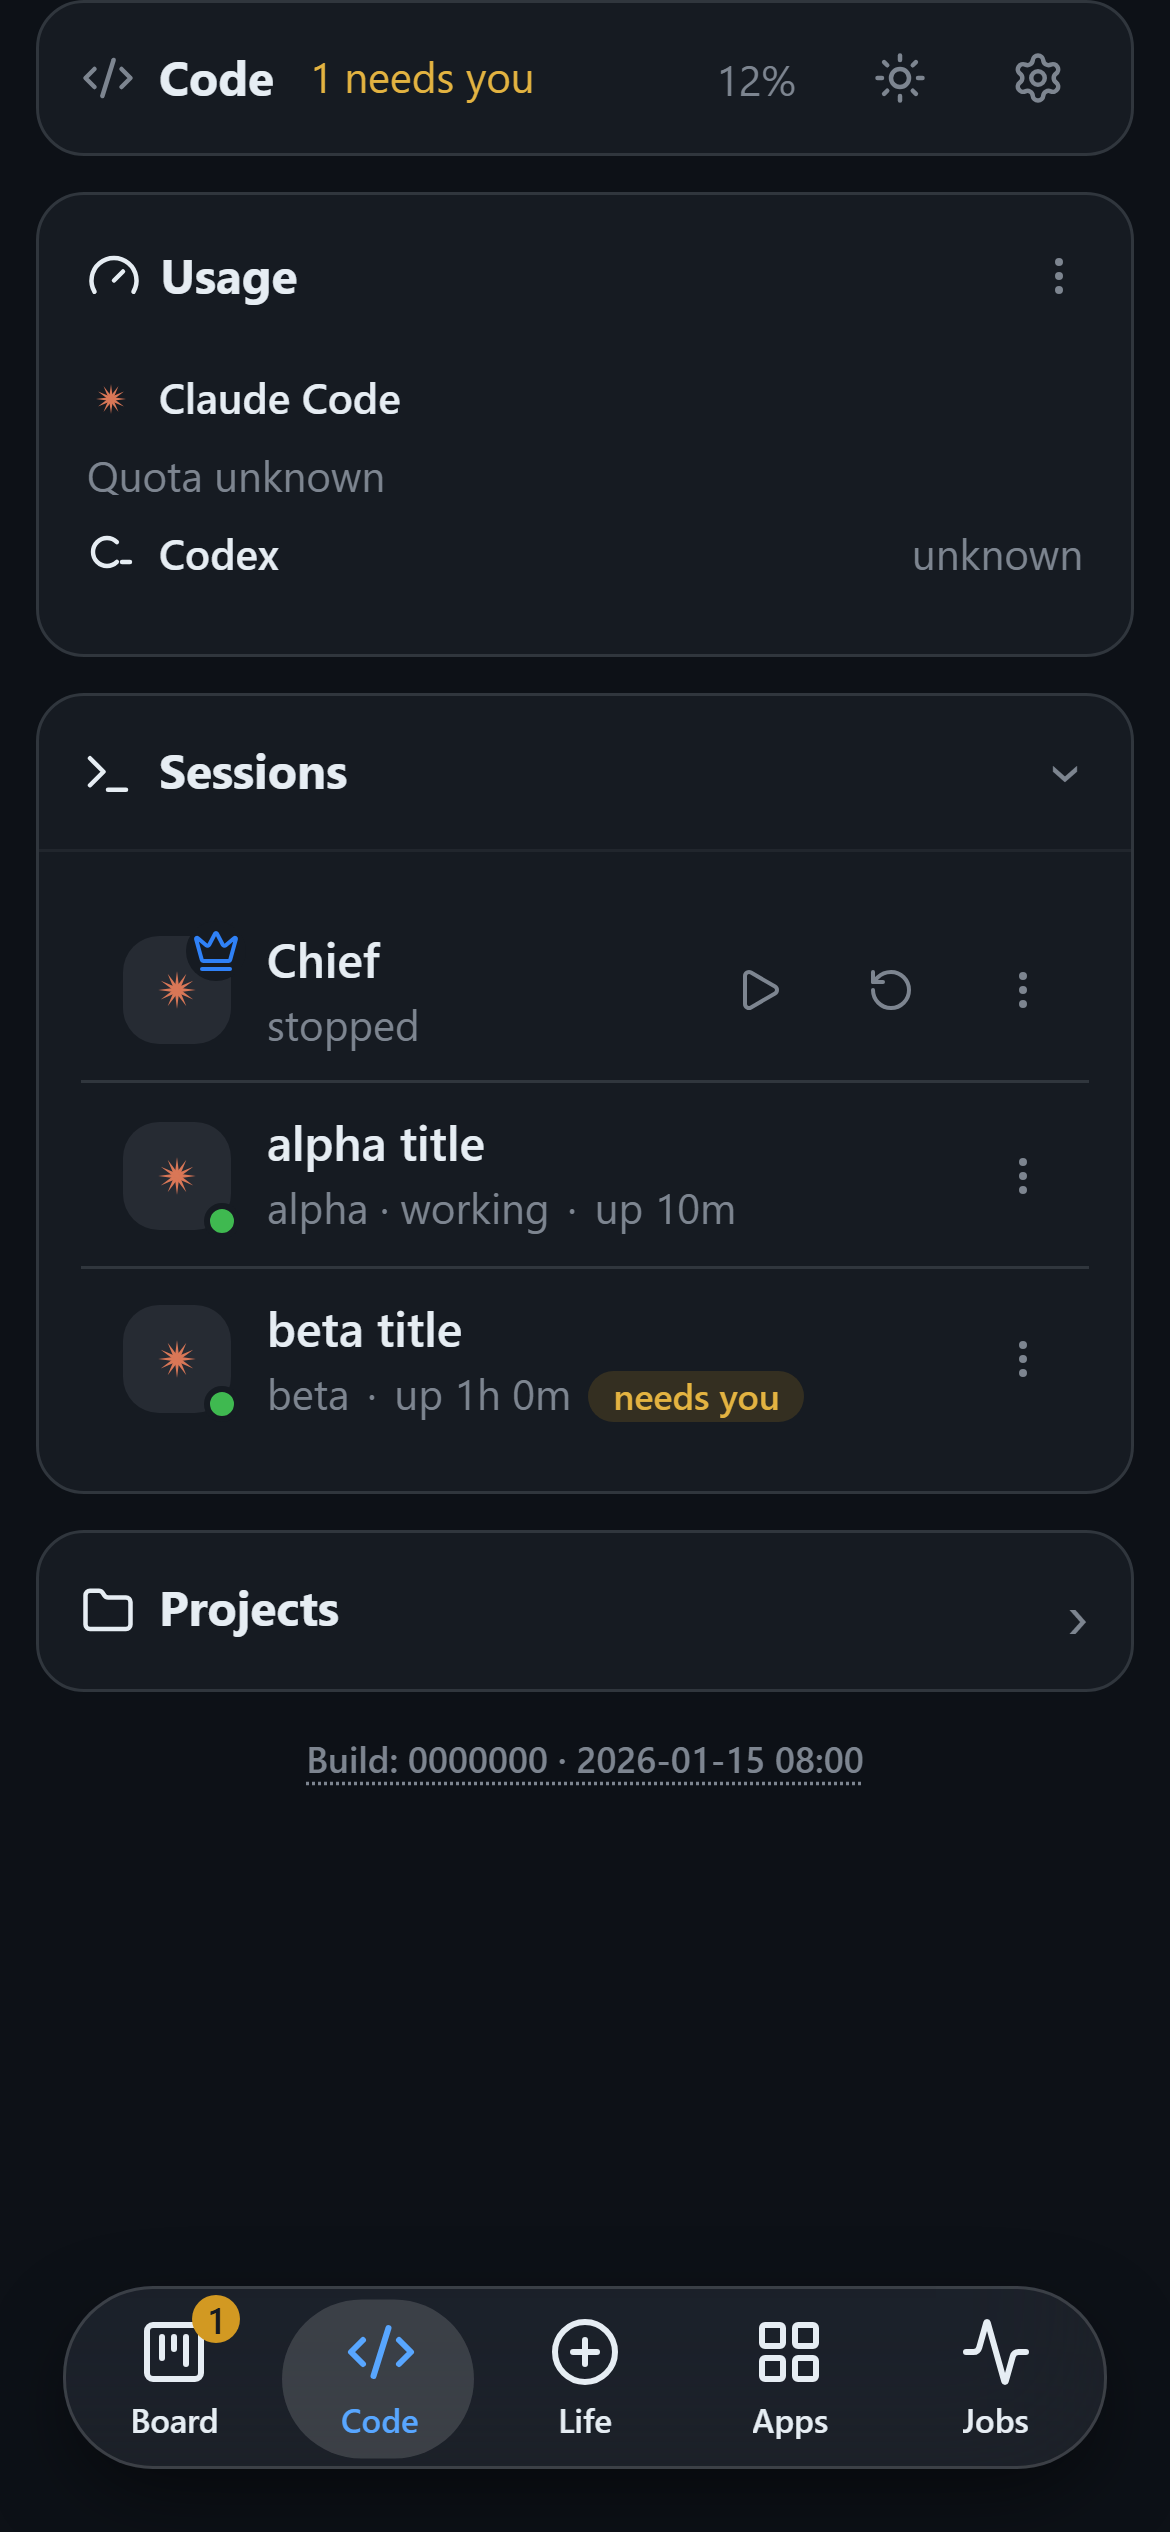 Code 1 needs you 12%
Usage
Claude Code
Quota unknown
Codex unknown
Sessions
Chief
stopped
alpha title
alpha · working · up 10m
beta title
beta · up 1h 0m needs you
Projects
Build: 0000000 · 2026-01-15 08:00
1
Board Code Life Apps Jobs